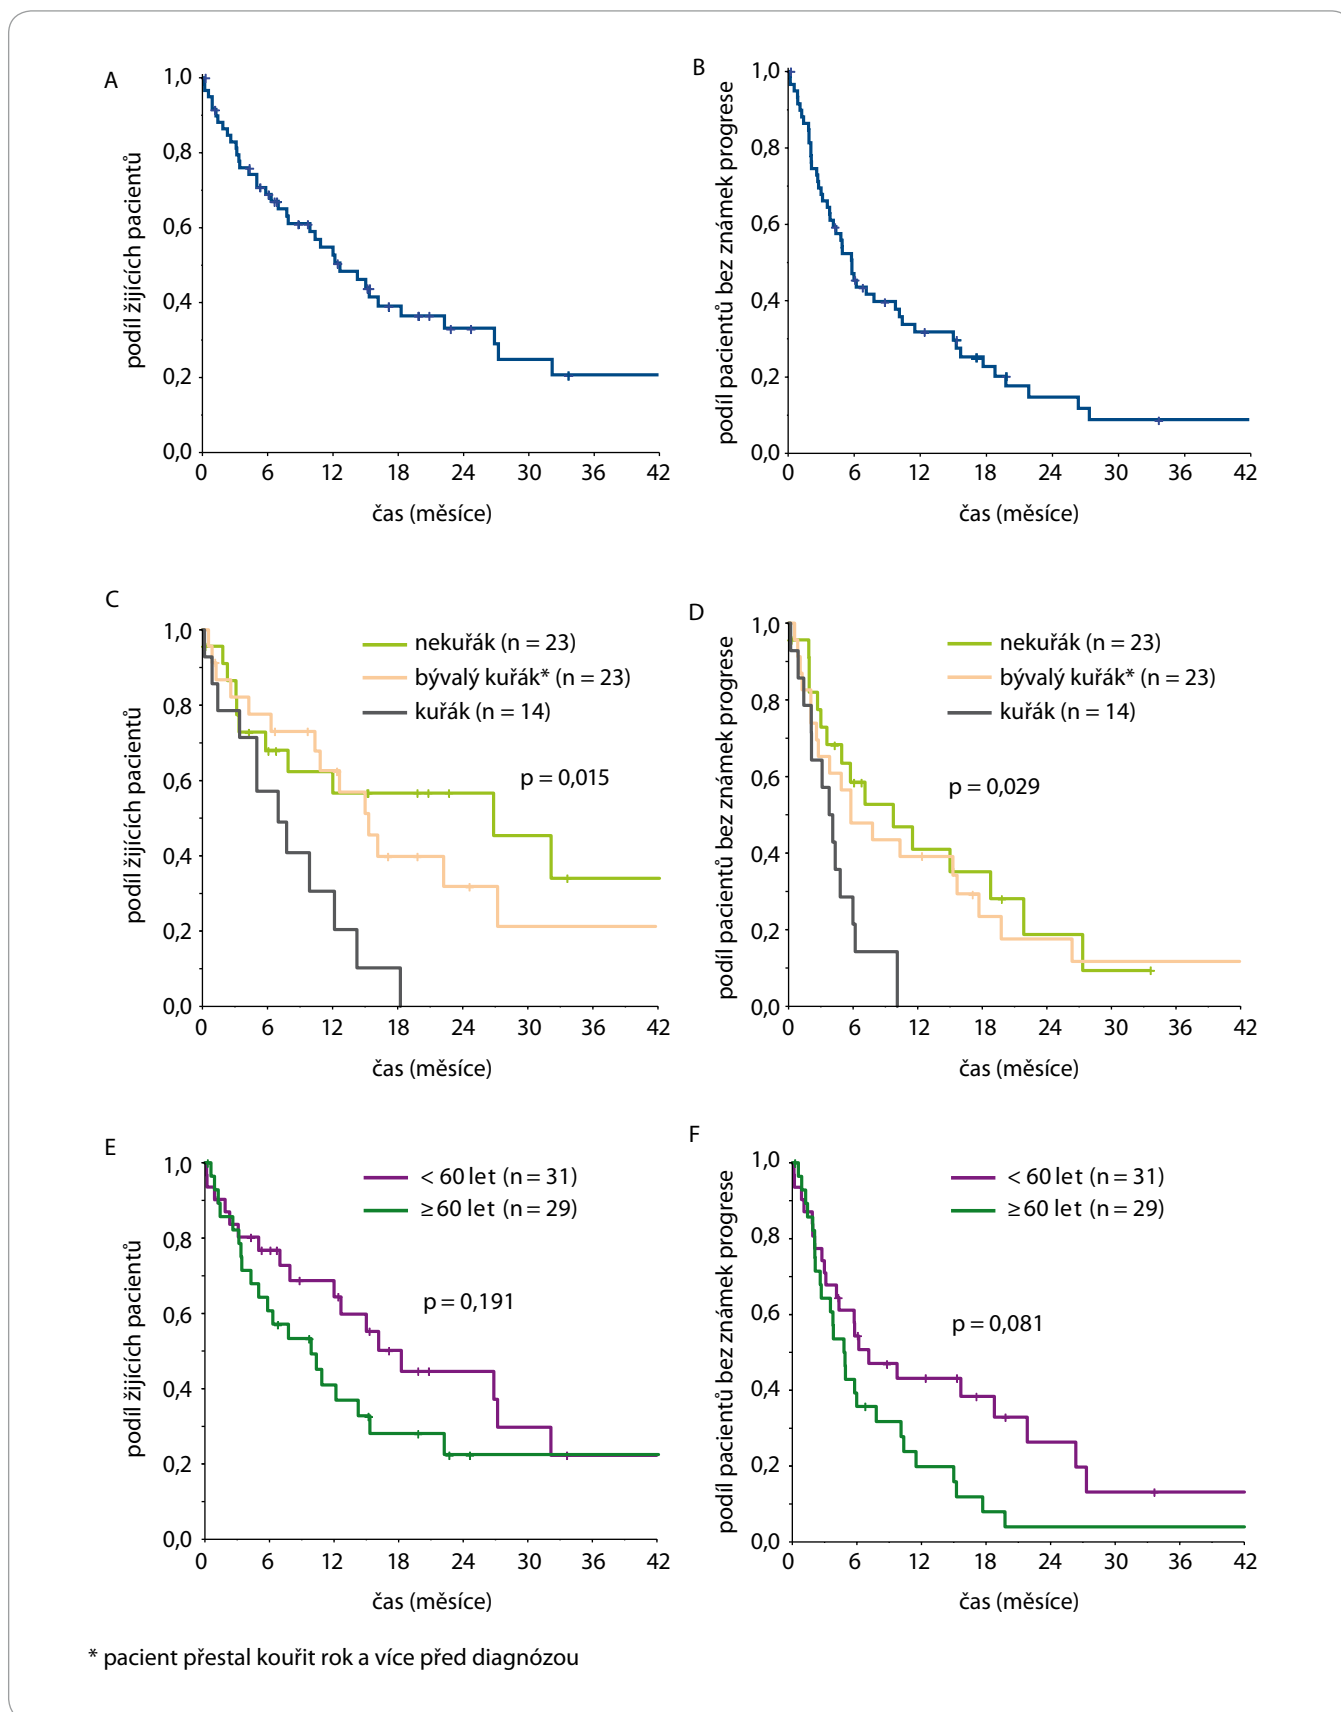 A
podíl žijících pacientů
1,0
0,8
0,6
0,4
0,2
0,0
0 6 12 18 24 30 36 42
čas (měsíce)
B
podíl pacientů bez známek progrese
1,0
0,8
0,6
0,4
0,2
0,0
0 6 12 18 24 30 36 42
čas (měsíce)
C
podíl žijících pacientů
1,0
0,8
0,6
0,4
0,2
0,0
nekuřák (n = 23)
bývalý kuřák* (n = 23)
kuřák (n = 14)
p = 0,015
0 6 12 18 24 30 36 42
čas (měsíce)
D
podíl pacientů bez známek progrese
1,0
0,8
0,6
0,4
0,2
0,0
nekuřák (n = 23)
bývalý kuřák* (n = 23)
kuřák (n = 14)
p = 0,029
0 6 12 18 24 30 36 42
čas (měsíce)
E
podíl žijících pacientů
1,0
0,8
0,6
0,4
0,2
0,0
< 60 let (n = 31)
≥ 60 let (n = 29)
p = 0,191
0 6 12 18 24 30 36 42
čas (měsíce)
F
podíl pacientů bez známek progrese
1,0
0,8
0,6
0,4
0,2
0,0
< 60 let (n = 31)
≥ 60 let (n = 29)
p = 0,081
0 6 12 18 24 30 36 42
čas (měsíce)
* pacient přestal kouřit rok a více před diagnózou